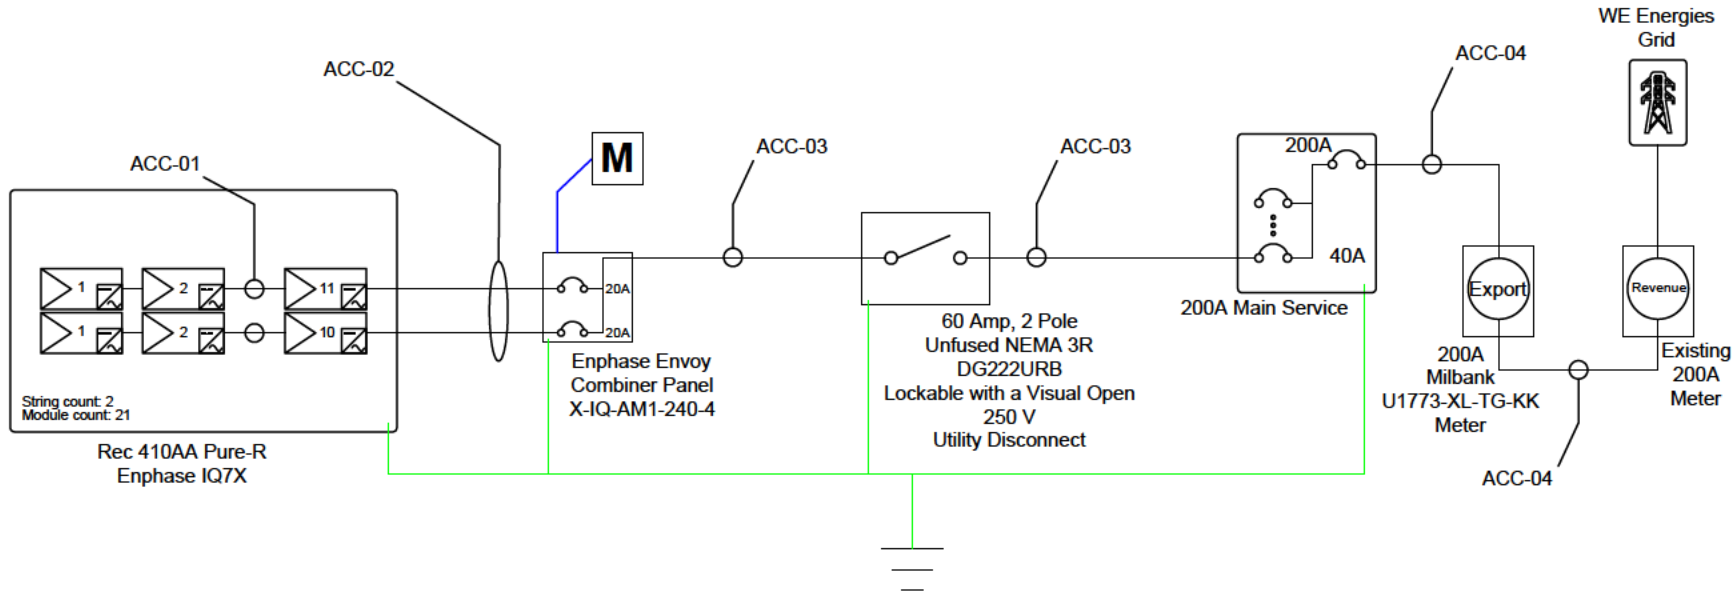 WE Energies
Grid
ACC-02
ACC-04
ACC-01
M
ACC-03
ACC-03
200A
40A
200A Main Service
1
2
11
1
2
10
20A
20A
String count: 2
Module count: 21
Rec 410AA Pure-R
Enphase IQ7X
Enphase Envoy
Combiner Panel
X-IQ-AM1-240-4
60 Amp, 2 Pole
Unfused NEMA 3R
DG222URB
Lockable with a Visual Open
250 V
Utility Disconnect
Export
200A
Milbank
U1773-XL-TG-KK
Meter
Revenue
Existing
200A
Meter
ACC-04